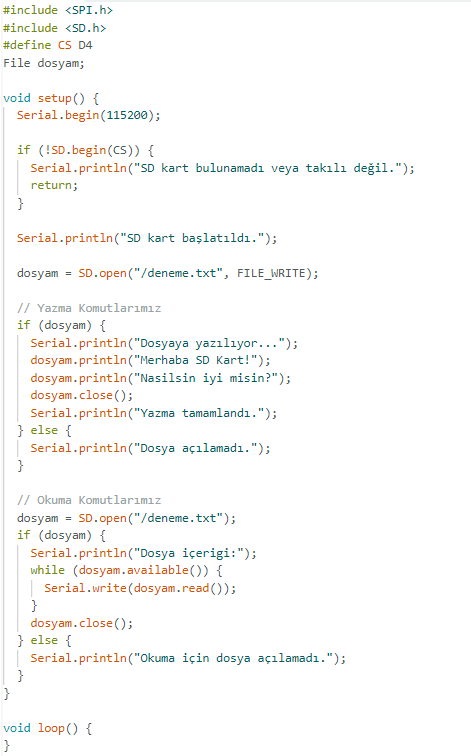 #include <SPI.h>
#include <SD.h>
#define CS D4
File dosyam;

void setup() {
  Serial.begin(115200);

  if (!SD.begin(CS)) {
    Serial.println("SD kart bulunamadı veya takılı değil.");
    return;
  }

  Serial.println("SD kart başlatıldı.");

  dosyam = SD.open("/deneme.txt", FILE_WRITE);

  // Yazma Komutlarımız
  if (dosyam) {
    Serial.println("Dosyaya yazılıyor...");
    dosyam.println("Merhaba SD Kart!");
    dosyam.println("Nasilsin iyi misin?");
    dosyam.close();
    Serial.println("Yazma tamamlandı.");
  } else {
    Serial.println("Dosya açılamadı.");
  }

  // Okuma Komutlarımız
  dosyam = SD.open("/deneme.txt");
  if (dosyam) {
    Serial.println("Dosya içerigi:");
    while (dosyam.available()) {
      Serial.write(dosyam.read());
    }
    dosyam.close();
  } else {
    Serial.println("Okuma için dosya açılamadı.");
  }
}

void loop() {
}